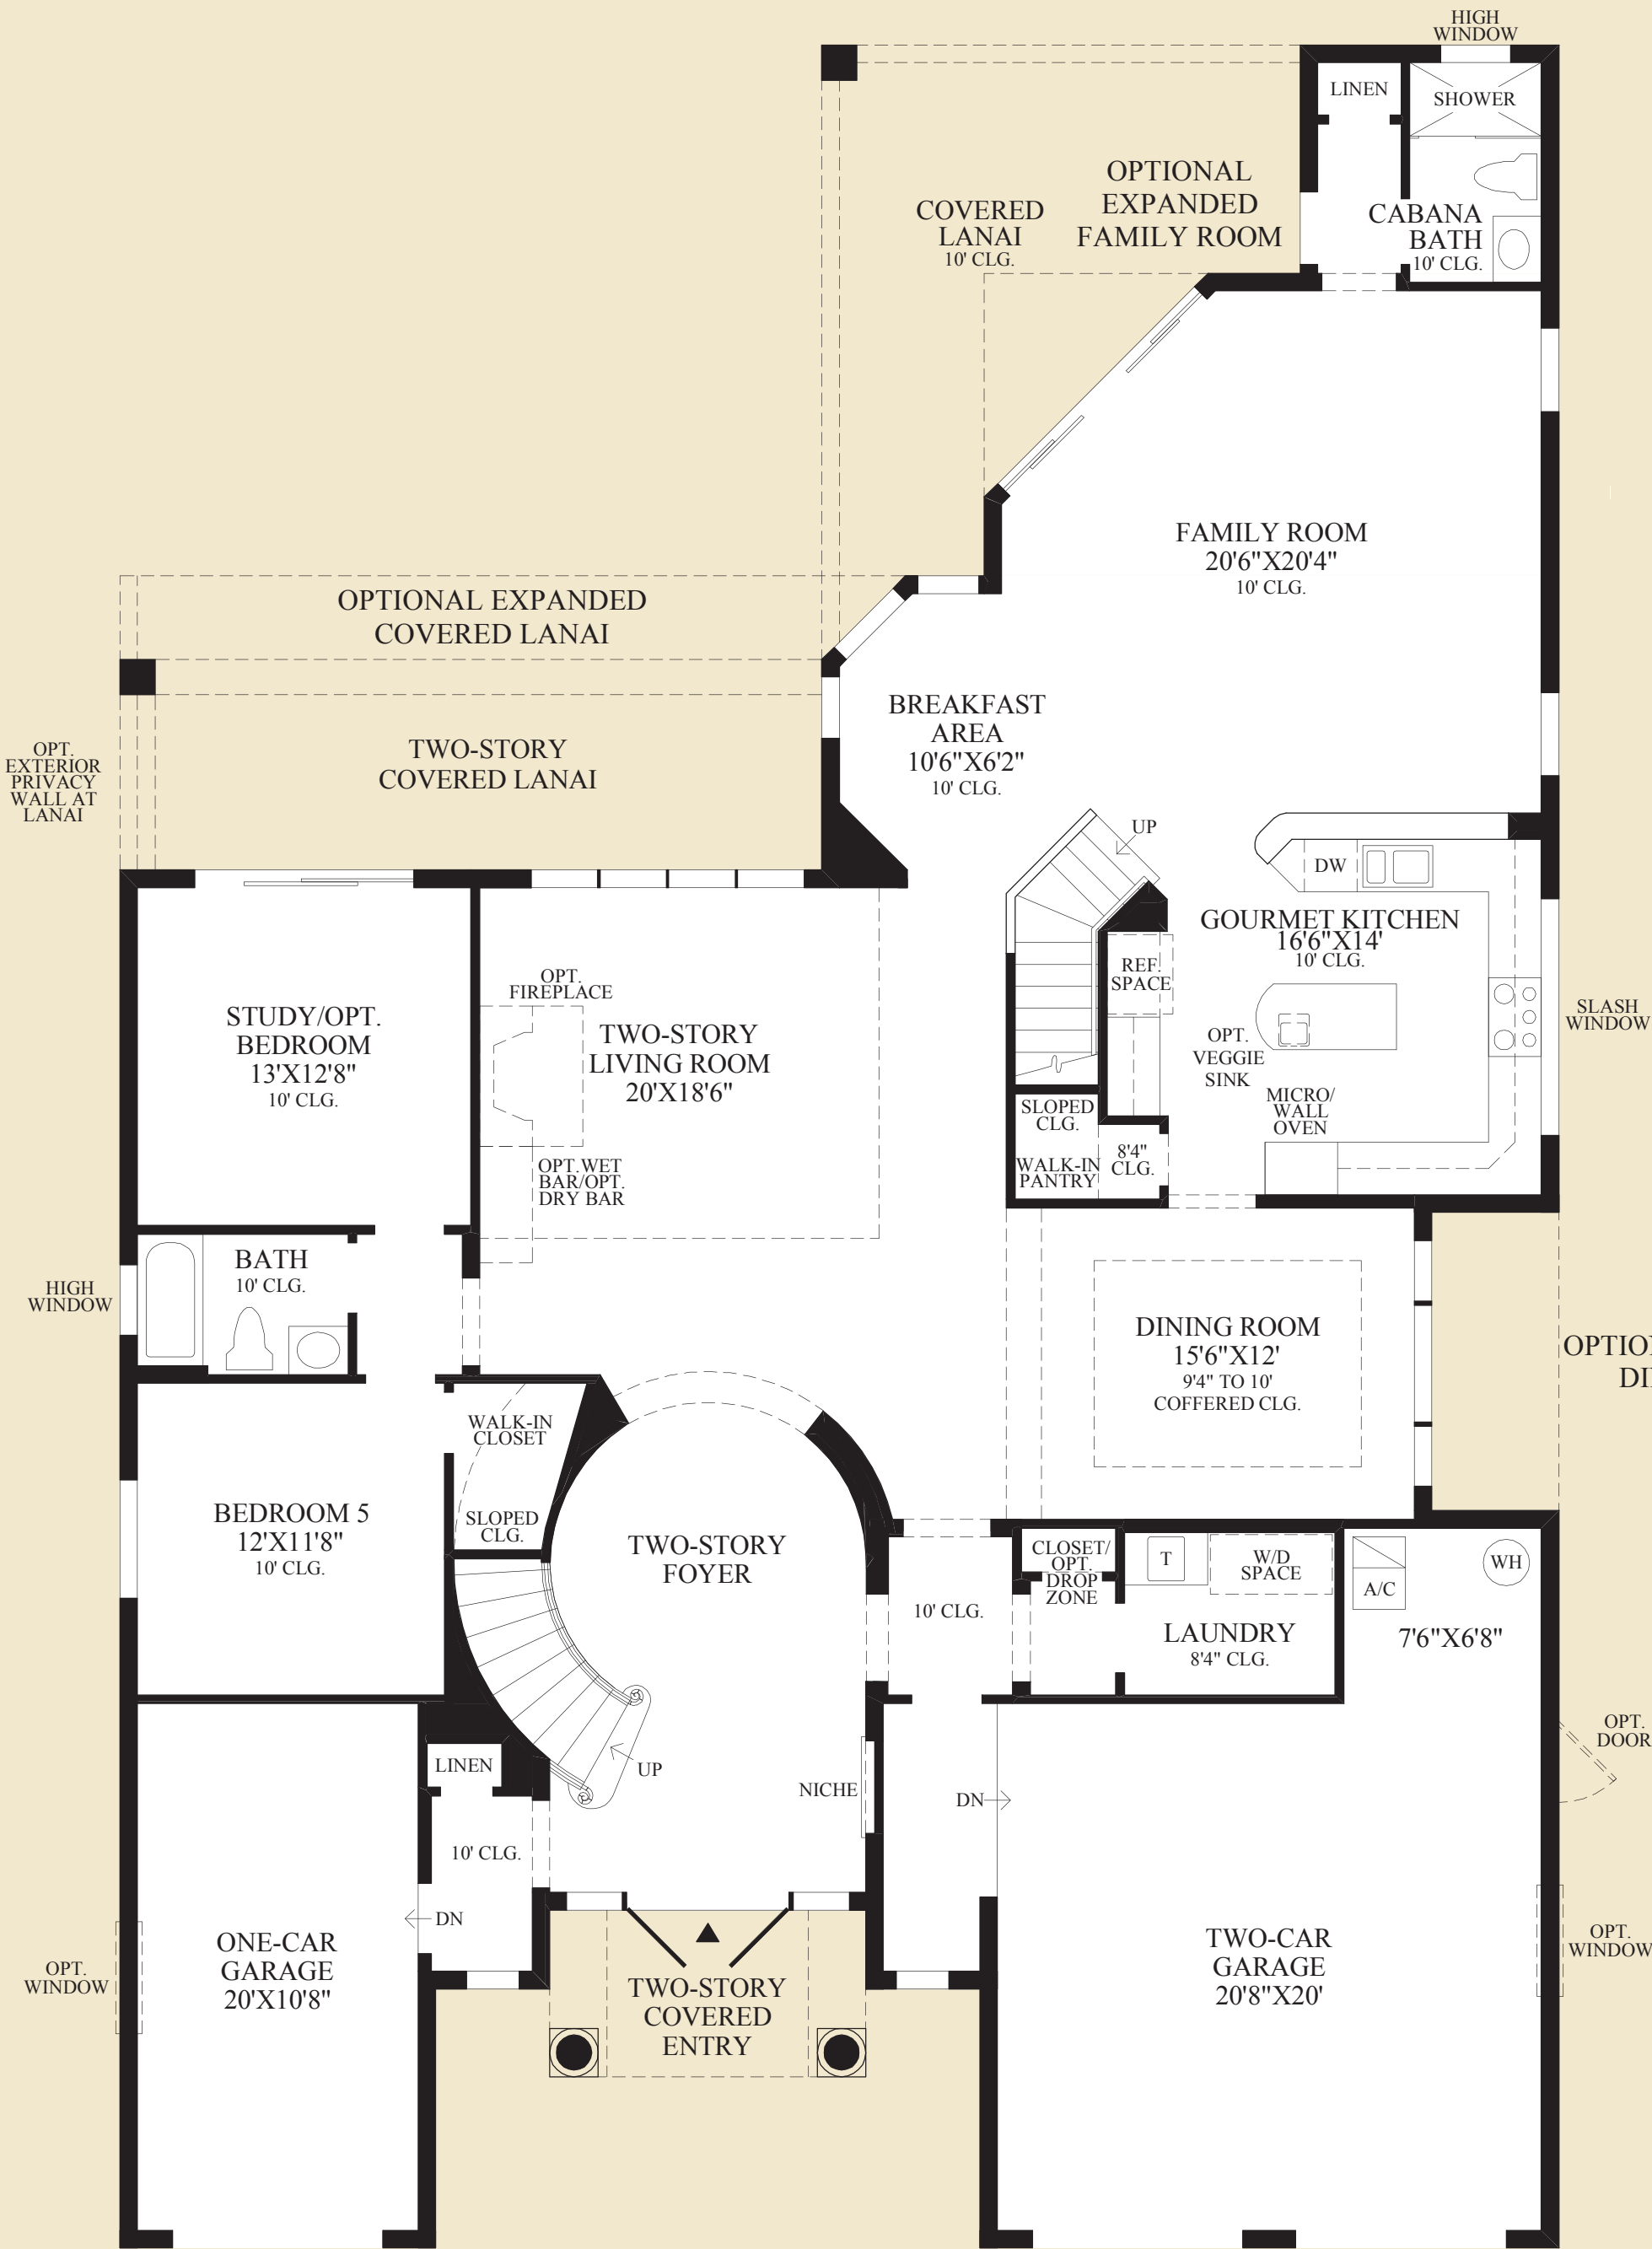 HIGH
WINDOW
LINEN
SHOWER
OPTIONAL
EXPANDED
FAMILY ROOM
COVERED
LANAI
10' CLG.
CABANA
BATH
10' CLG.
FAMILY ROOM
20'6"X20'4"
10' CLG.
OPTIONAL EXPANDED
COVERED LANAI
TWO-STORY
COVERED LANAI
OPT.
EXTERIOR
PRIVACY
WALL AT
LANAI
BREAKFAST
AREA
10'6"X6'2"
10' CLG.
UP
DW
GOURMET KITCHEN
16'6"X14'
10' CLG.
REF.
SPACE
OPT.
VEGGIE
SINK
MICRO/
WALL
OVEN
SLASH
WINDOW
STUDY/OPT.
BEDROOM
13'X12'8"
10' CLG.
OPT.
FIREPLACE
TWO-STORY
LIVING ROOM
20'X18'6"
OPT.WET
BAR/OPT.
DRY BAR
SLOPED
CLG.
WALK-IN
PANTRY
8'4"
CLG.
BATH
10' CLG.
HIGH
WINDOW
DINING ROOM
15'6"X12'
9'4" TO 10'
COFFERED CLG.
WALK-IN
CLOSET
SLOPED
CLG.
BEDROOM 5
12'X11'8"
10' CLG.
TWO-STORY
FOYER
10' CLG.
CLOSET/
OPT.
DROP
ZONE
T
W/D
SPACE
LAUNDRY
8'4" CLG.
A/C
WH
7'6"X6'8"
OPT.
DOOR
LINEN
UP
NICHE
DN
10' CLG.
DN
ONE-CAR
GARAGE
20'X10'8"
OPT.
WINDOW
TWO-STORY
COVERED
ENTRY
TWO-CAR
GARAGE
20'8"X20'
OPT.
WINDOW